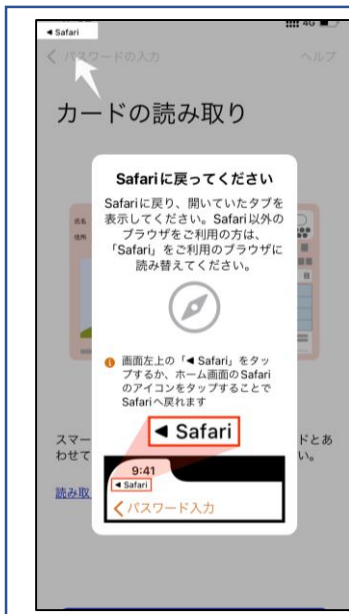 ◀ Safari
4G
パスワードの入力
ヘルプ
カードの読み取り
氏名
住所
Safariに戻ってください
Safariに戻り、開いていたタブを
表示してください。Safari以外の
ブラウザをご利用の方は、
「Safari」をご利用のブラウザに
読み替えてください。
画面左上の「◀ Safari」をタッ
プするか、ホーム画面のSafari
のアイコンをタップすることで
Safariへ戻れます
◀ Safari
スマー
ドとあ
わせて
い。
9:41
◀ Safari
読み取
パスワード入力